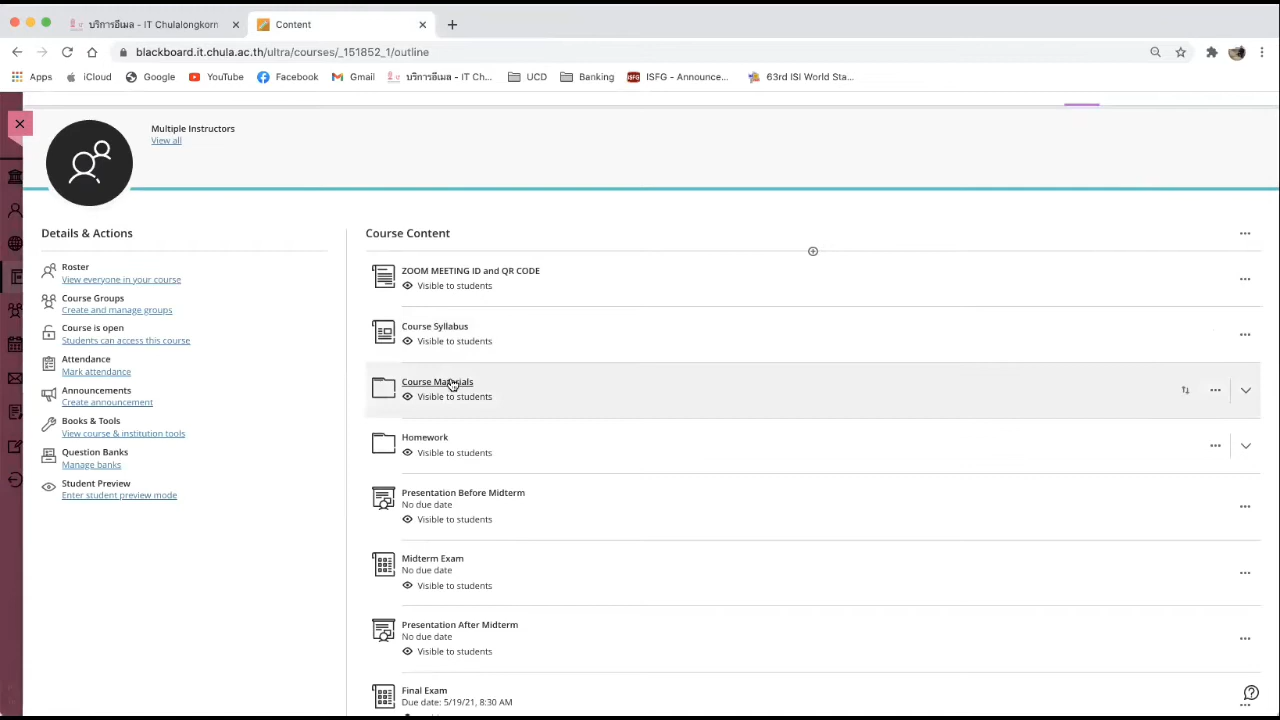 บริการอีเมล - IT Chulalongkorn
Content
blackboard.it.chula.ac.th/ultra/courses/_151852_1/outline
Apps
iCloud
Google
YouTube
Facebook
Gmail
บริการอีเมล - IT Ch...
UCD
Banking
ISFG - Announce...
63rd ISI World Sta...
Multiple Instructors
View all
Details & Actions
Roster
View everyone in your course
Course Groups
Create and manage groups
Course is open
Students can access this course
Attendance
Mark attendance
Announcements
Create announcement
Books & Tools
View course & institution tools
Question Banks
Manage banks
Student Preview
Enter student preview mode
Course Content
ZOOM MEETING ID and QR CODE
Visible to students
Course Syllabus
Visible to students
Course Materials
Visible to students
Homework
Visible to students
Presentation Before Midterm
No due date
Visible to students
Midterm Exam
No due date
Visible to students
Presentation After Midterm
No due date
Visible to students
Final Exam
Due date: 5/19/21, 8:30 AM